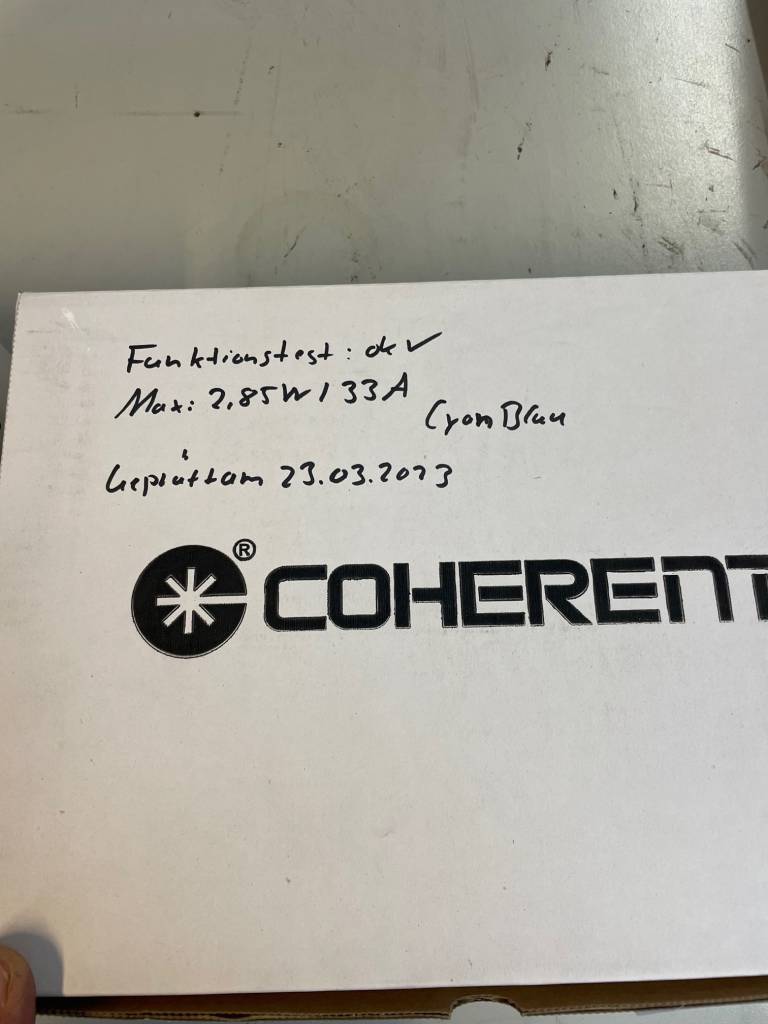 Funktionstest: ok ✓
Max: 2,85W / 33A
Cyan Blau
Geprüft am 23.03.2023
® COHERENT